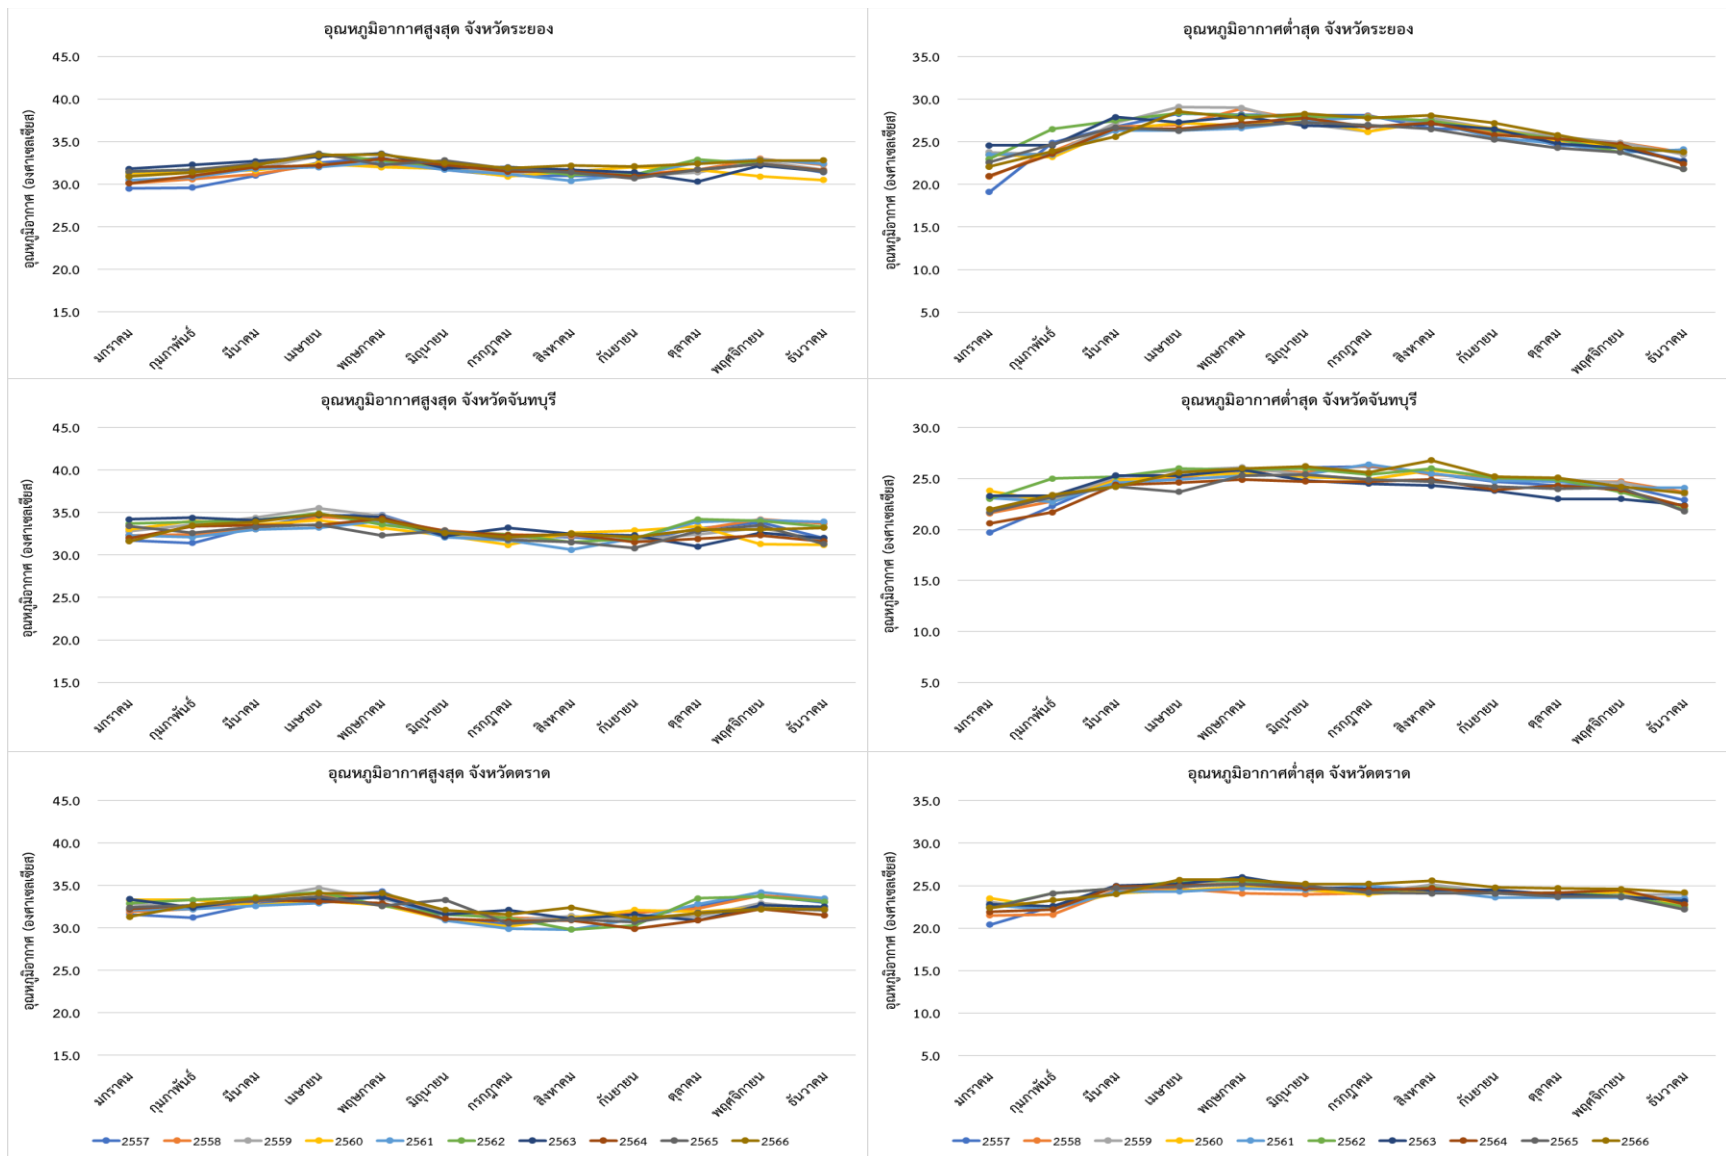 อุณหภูมิอากาศสูงสุด จังหวัดระยอง
อุณหภูมิอากาศ (องศาเซลเซียส)
45.0
40.0
35.0
30.0
25.0
20.0
15.0
มกราคม กุมภาพันธ์ มีนาคม เมษายน พฤษภาคม มิถุนายน กรกฎาคม สิงหาคม กันยายน ตุลาคม พฤศจิกายน ธันวาคม
อุณหภูมิอากาศต่ำสุด จังหวัดระยอง
อุณหภูมิอากาศ (องศาเซลเซียส)
35.0
30.0
25.0
20.0
15.0
10.0
5.0
มกราคม กุมภาพันธ์ มีนาคม เมษายน พฤษภาคม มิถุนายน กรกฎาคม สิงหาคม กันยายน ตุลาคม พฤศจิกายน ธันวาคม
อุณหภูมิอากาศสูงสุด จังหวัดจันทบุรี
อุณหภูมิอากาศ (องศาเซลเซียส)
45.0
40.0
35.0
30.0
25.0
20.0
15.0
มกราคม กุมภาพันธ์ มีนาคม เมษายน พฤษภาคม มิถุนายน กรกฎาคม สิงหาคม กันยายน ตุลาคม พฤศจิกายน ธันวาคม
อุณหภูมิอากาศต่ำสุด จังหวัดจันทบุรี
อุณหภูมิอากาศ (องศาเซลเซียส)
30.0
25.0
20.0
15.0
10.0
5.0
มกราคม กุมภาพันธ์ มีนาคม เมษายน พฤษภาคม มิถุนายน กรกฎาคม สิงหาคม กันยายน ตุลาคม พฤศจิกายน ธันวาคม
อุณหภูมิอากาศสูงสุด จังหวัดตราด
อุณหภูมิอากาศ (องศาเซลเซียส)
45.0
40.0
35.0
30.0
25.0
20.0
15.0
มกราคม กุมภาพันธ์ มีนาคม เมษายน พฤษภาคม มิถุนายน กรกฎาคม สิงหาคม กันยายน ตุลาคม พฤศจิกายน ธันวาคม
2557 2558 2559 2560 2561 2562 2563 2564 2565 2566
อุณหภูมิอากาศต่ำสุด จังหวัดตราด
อุณหภูมิอากาศ (องศาเซลเซียส)
35.0
30.0
25.0
20.0
15.0
10.0
5.0
มกราคม กุมภาพันธ์ มีนาคม เมษายน พฤษภาคม มิถุนายน กรกฎาคม สิงหาคม กันยายน ตุลาคม พฤศจิกายน ธันวาคม
2557 2558 2559 2560 2561 2562 2563 2564 2565 2566